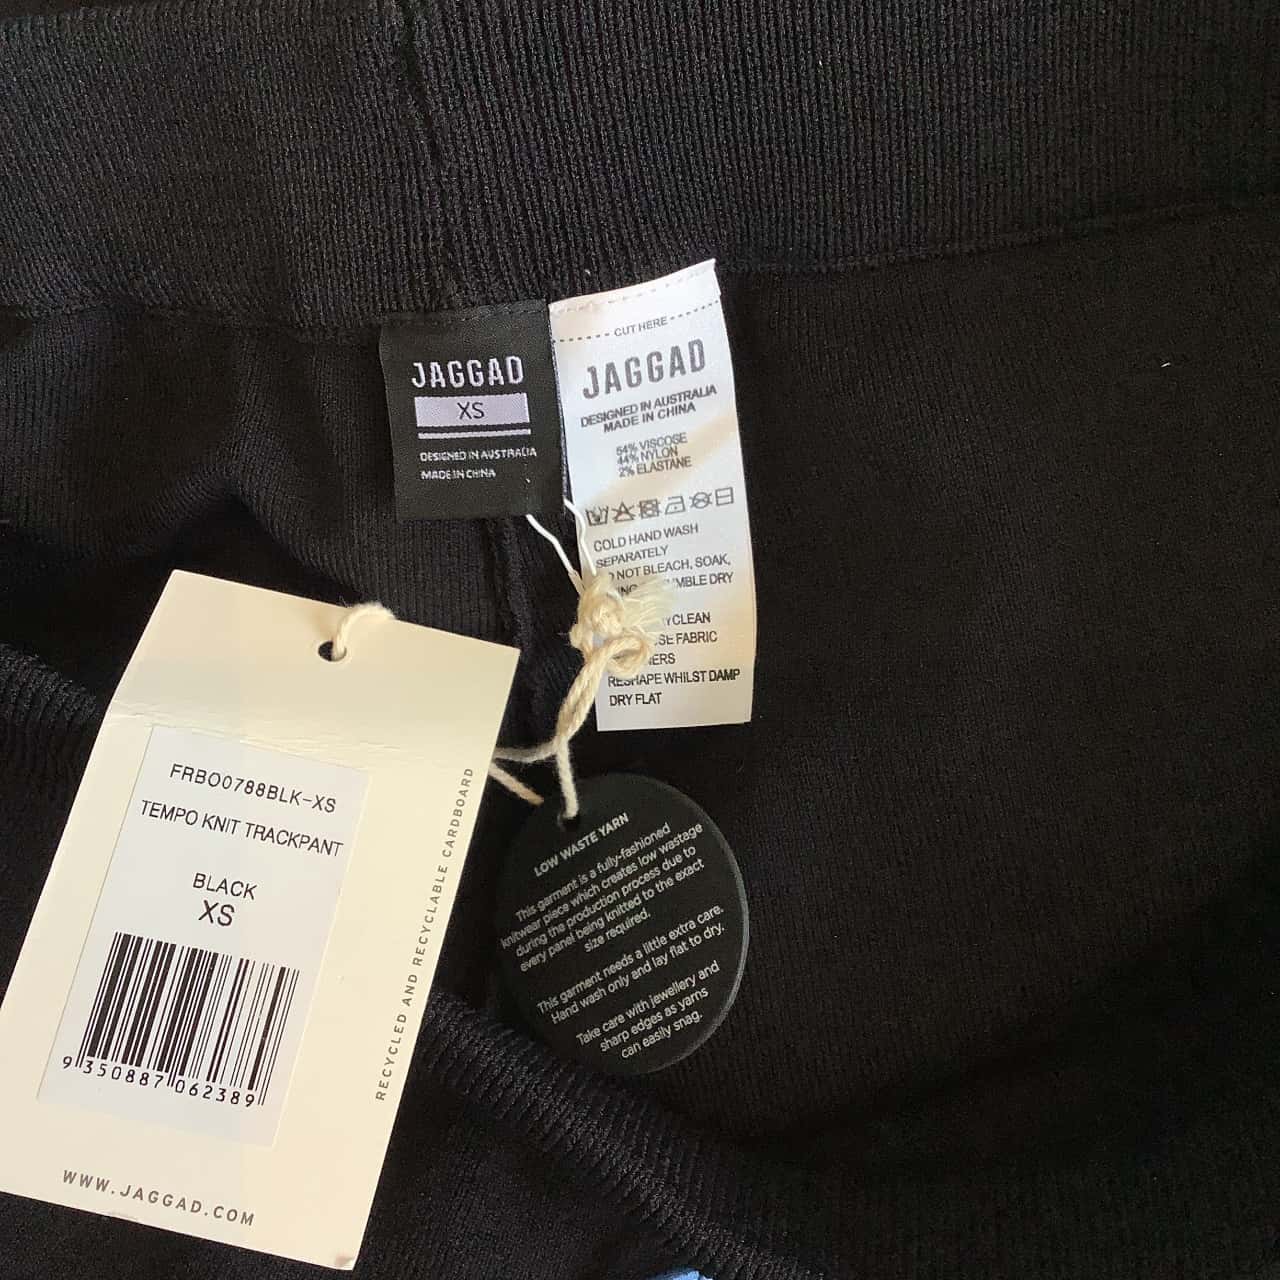 JAGGAD
XS
DESIGNED IN AUSTRALIA
MADE IN CHINA
CUT HERE
JAGGAD
DESIGNED IN AUSTRALIA
MADE IN CHINA
54% VISCOSE
44% NYLON
2% ELASTANE
COLD HAND WASH
SEPARATELY
NOT BLEACH, SOAK,
DRY
FABRIC
RESHAPE WHILST DAMP
DRY FLAT
FRBO0788BLK-XS
TEMPO KNIT TRACKPANT
BLACK
XS
9 350887 062389
RECYCLED AND RECYCLABLE CARDBOARD
WWW.JAGGAD.COM
LOW WASTE YARN
This garment is a fully-fashioned
knitwear piece which creates low wastage
during the production process due to
every panel being knitted to the exact
size required.
This garment needs a little extra care.
Hand wash only and lay flat to dry.
Take care with jewellery and
sharp edges as yarns
can easily snag.